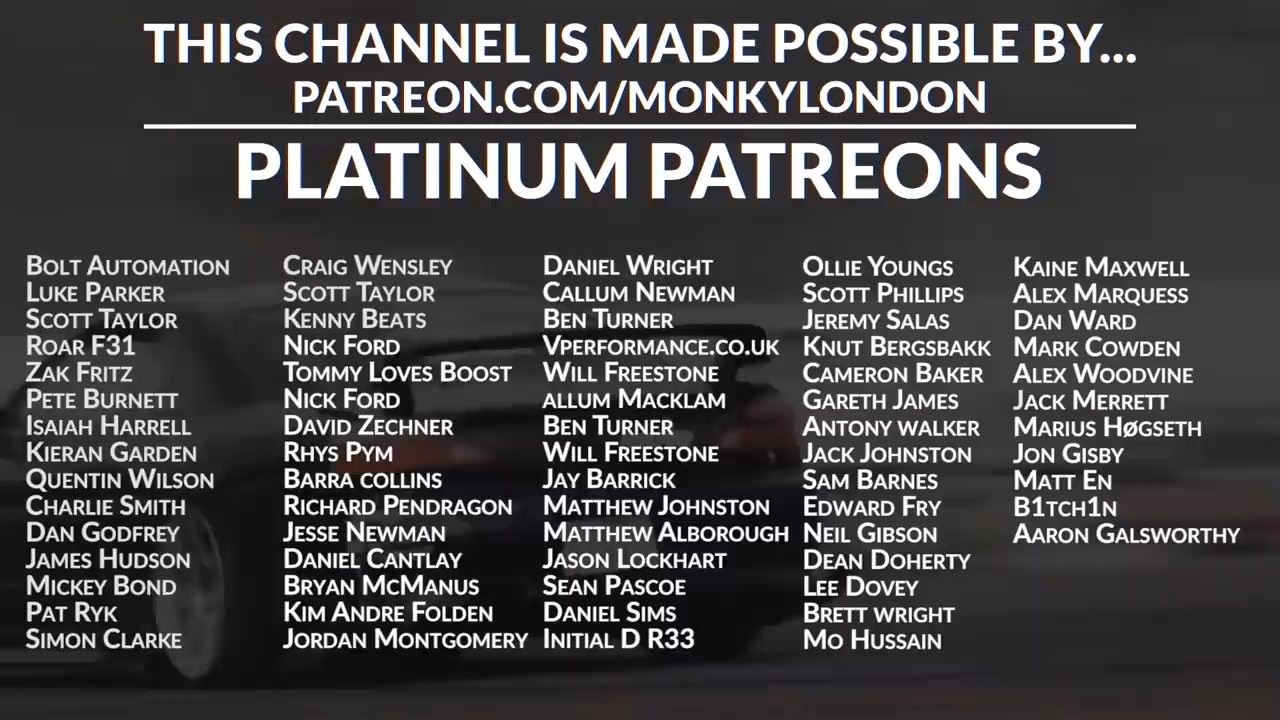 THIS CHANNEL IS MADE POSSIBLE BY...
PATREON.COM/MONKYLONDON
PLATINUM PATREONS
BOLT AUTOMATION
LUKE PARKER
SCOTT TAYLOR
ROAR F31
ZAK FRITZ
PETE BURNETT
ISAIAH HARRELL
KIERAN GARDEN
QUENTIN WILSON
CHARLIE SMITH
DAN GODFREY
JAMES HUDSON
MICKEY BOND
PAT RYK
SIMON CLARKE
CRAIG WENSLEY
SCOTT TAYLOR
KENNY BEATS
NICK FORD
TOMMY LOVES BOOST
NICK FORD
DAVID ZECHNER
RHYS PYM
BARRA COLLINS
RICHARD PENDRAGON
JESSE NEWMAN
DANIEL CANTLAY
BRYAN MCMANUS
KIM ANDRE FOLDEN
JORDAN MONTGOMERY
DANIEL WRIGHT
CALLUM NEWMAN
BEN TURNER
VPERFORMANCE.CO.UK
WILL FREESTONE
ALLUM MACKLAM
BEN TURNER
WILL FREESTONE
JAY BARRICK
MATTHEW JOHNSTON
MATTHEW ALBOROUGH
JASON LOCKHART
SEAN PASCOE
DANIEL SIMS
INITIAL D R33
OLLIE YOUNGS
SCOTT PHILLIPS
JEREMY SALAS
KNUT BERGSBAKK
CAMERON BAKER
GARETH JAMES
ANTONY WALKER
JACK JOHNSTON
SAM BARNES
EDWARD FRY
NEIL GIBSON
DEAN DOHERTY
LEE DOVEY
BRETT WRIGHT
MO HUSSAIN
KAINE MAXWELL
ALEX MARQUESS
DAN WARD
MARK COWDEN
ALEX WOODVINE
JACK MERRETT
MARIUS HøGSETH
JON GISBY
MATT EN
B1TCH1N
AARON GALSWORTHY